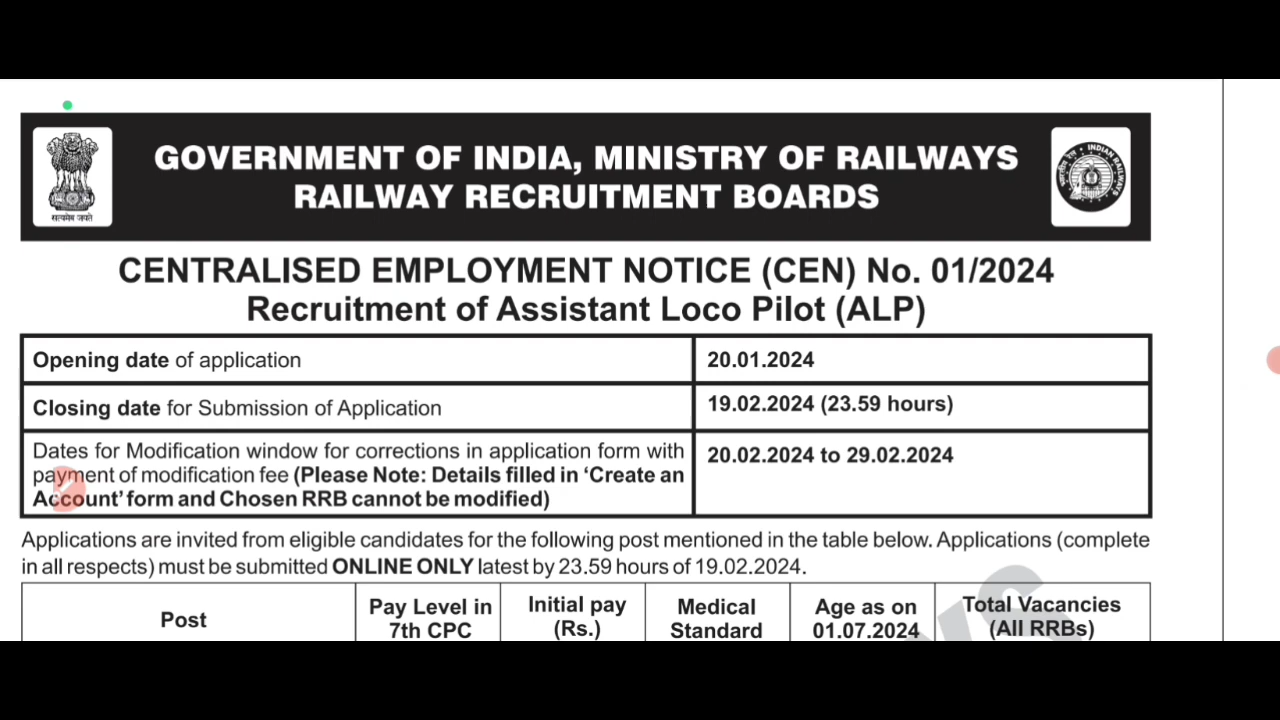 GOVERNMENT OF INDIA, MINISTRY OF RAILWAYS
RAILWAY RECRUITMENT BOARDS
सत्यमेव जयते
INDIAN RAILWAYS
भारतीय रेल
CENTRALISED EMPLOYMENT NOTICE (CEN) No. 01/2024
Recruitment of Assistant Loco Pilot (ALP)
Opening date of application 20.01.2024
Closing date for Submission of Application 19.02.2024 (23.59 hours)
Dates for Modification window for corrections in application form with
payment of modification fee (Please Note: Details filled in ‘Create an
Account’ form and Chosen RRB cannot be modified)
20.02.2024 to 29.02.2024
Applications are invited from eligible candidates for the following post mentioned in the table below. Applications (complete
in all respects) must be submitted ONLINE ONLY latest by 23.59 hours of 19.02.2024.
Post
Pay Level in
7th CPC
Initial pay
(Rs.)
Medical
Standard
Age as on
01.07.2024
Total Vacancies
(All RRBs)